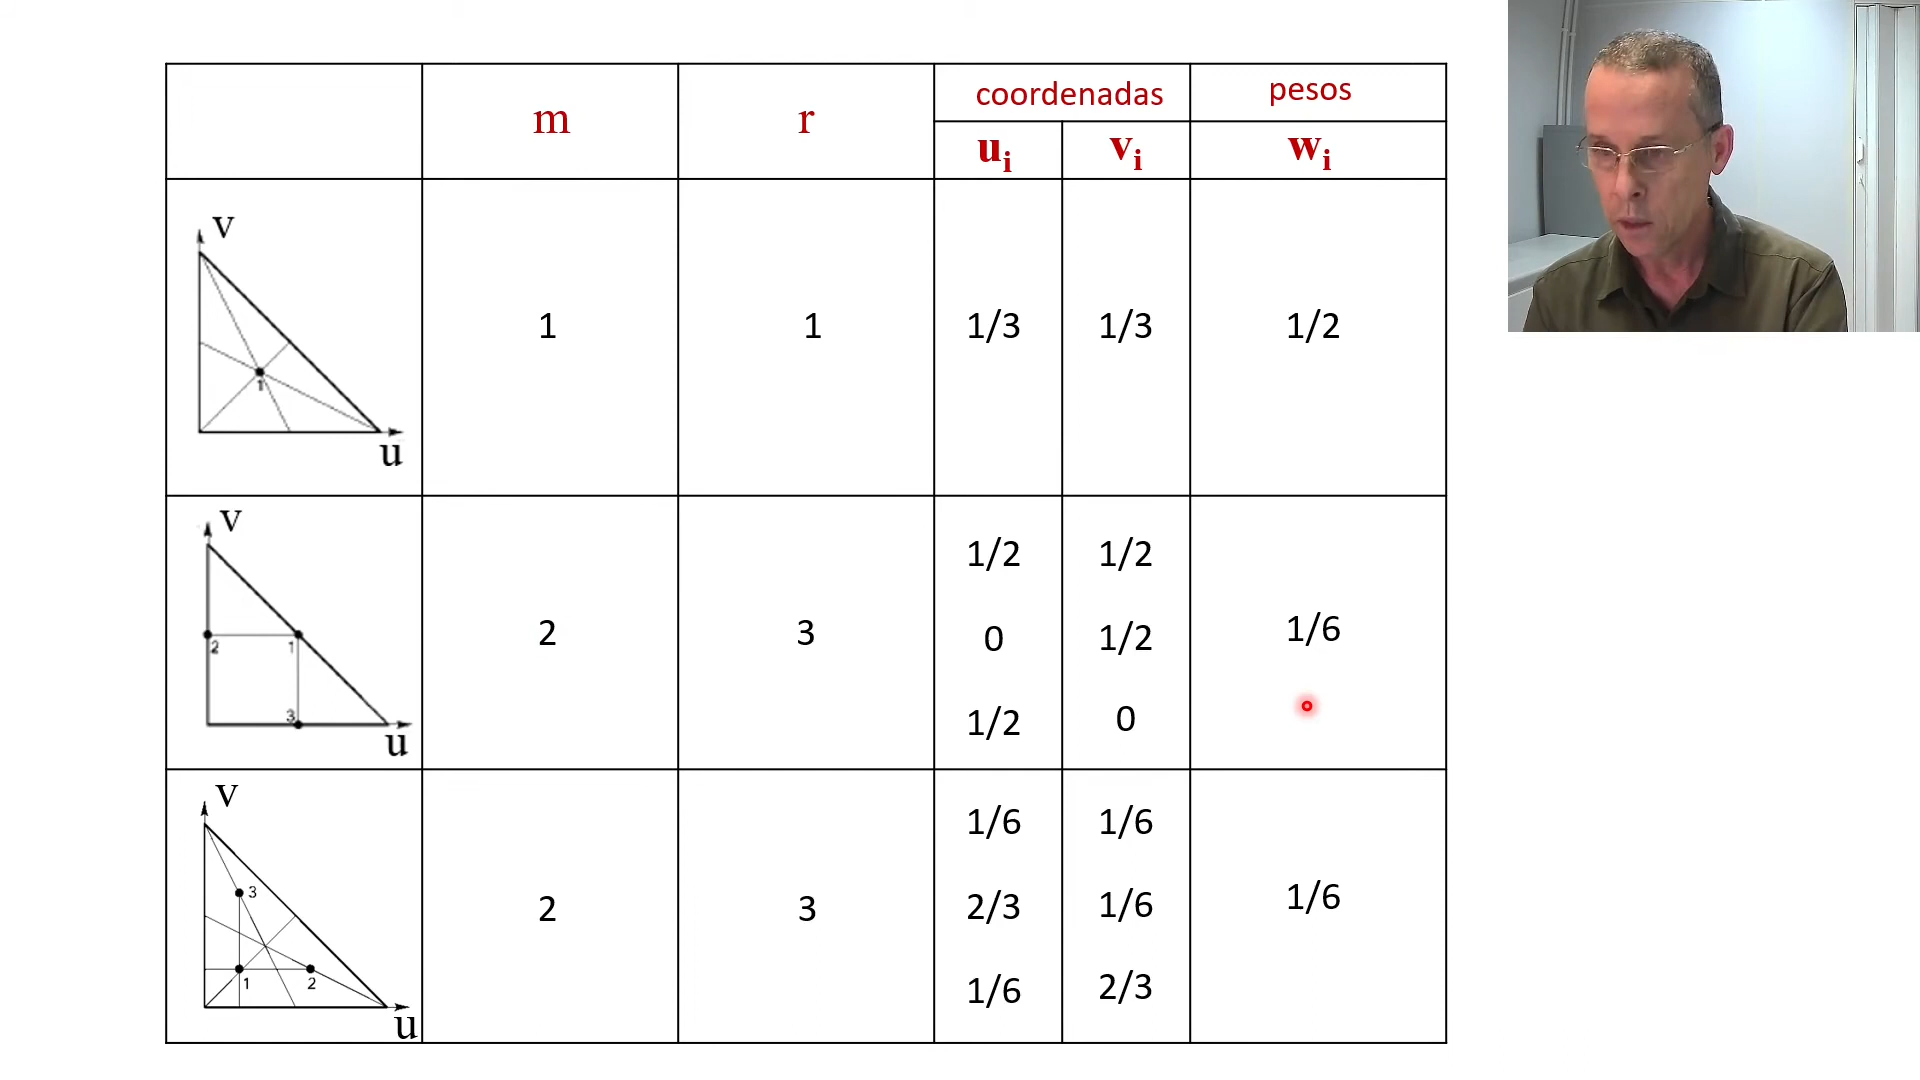 m r coordenadas pesos
uᵢ vᵢ wᵢ
v
1
u
1 1 1/3 1/3 1/2
v
2 1
3
u
2 3
1/2 1/2
0 1/2
1/2 0
1/6
v
3
1 2
u
2 3
1/6 1/6
2/3 1/6
1/6 2/3
1/6